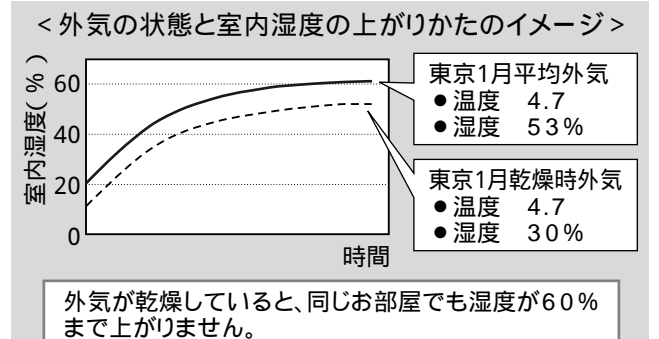 ＜外気の状態と室内湿度の上がりかたのイメージ＞
室内湿度(%)
60
40
20
0
時間
東京1月平均外気
●温度　4.7
●湿度　53%
東京1月乾燥時外気
●温度　4.7
●湿度　30%
外気が乾燥していると、同じお部屋でも湿度が60%
まで上がりません。